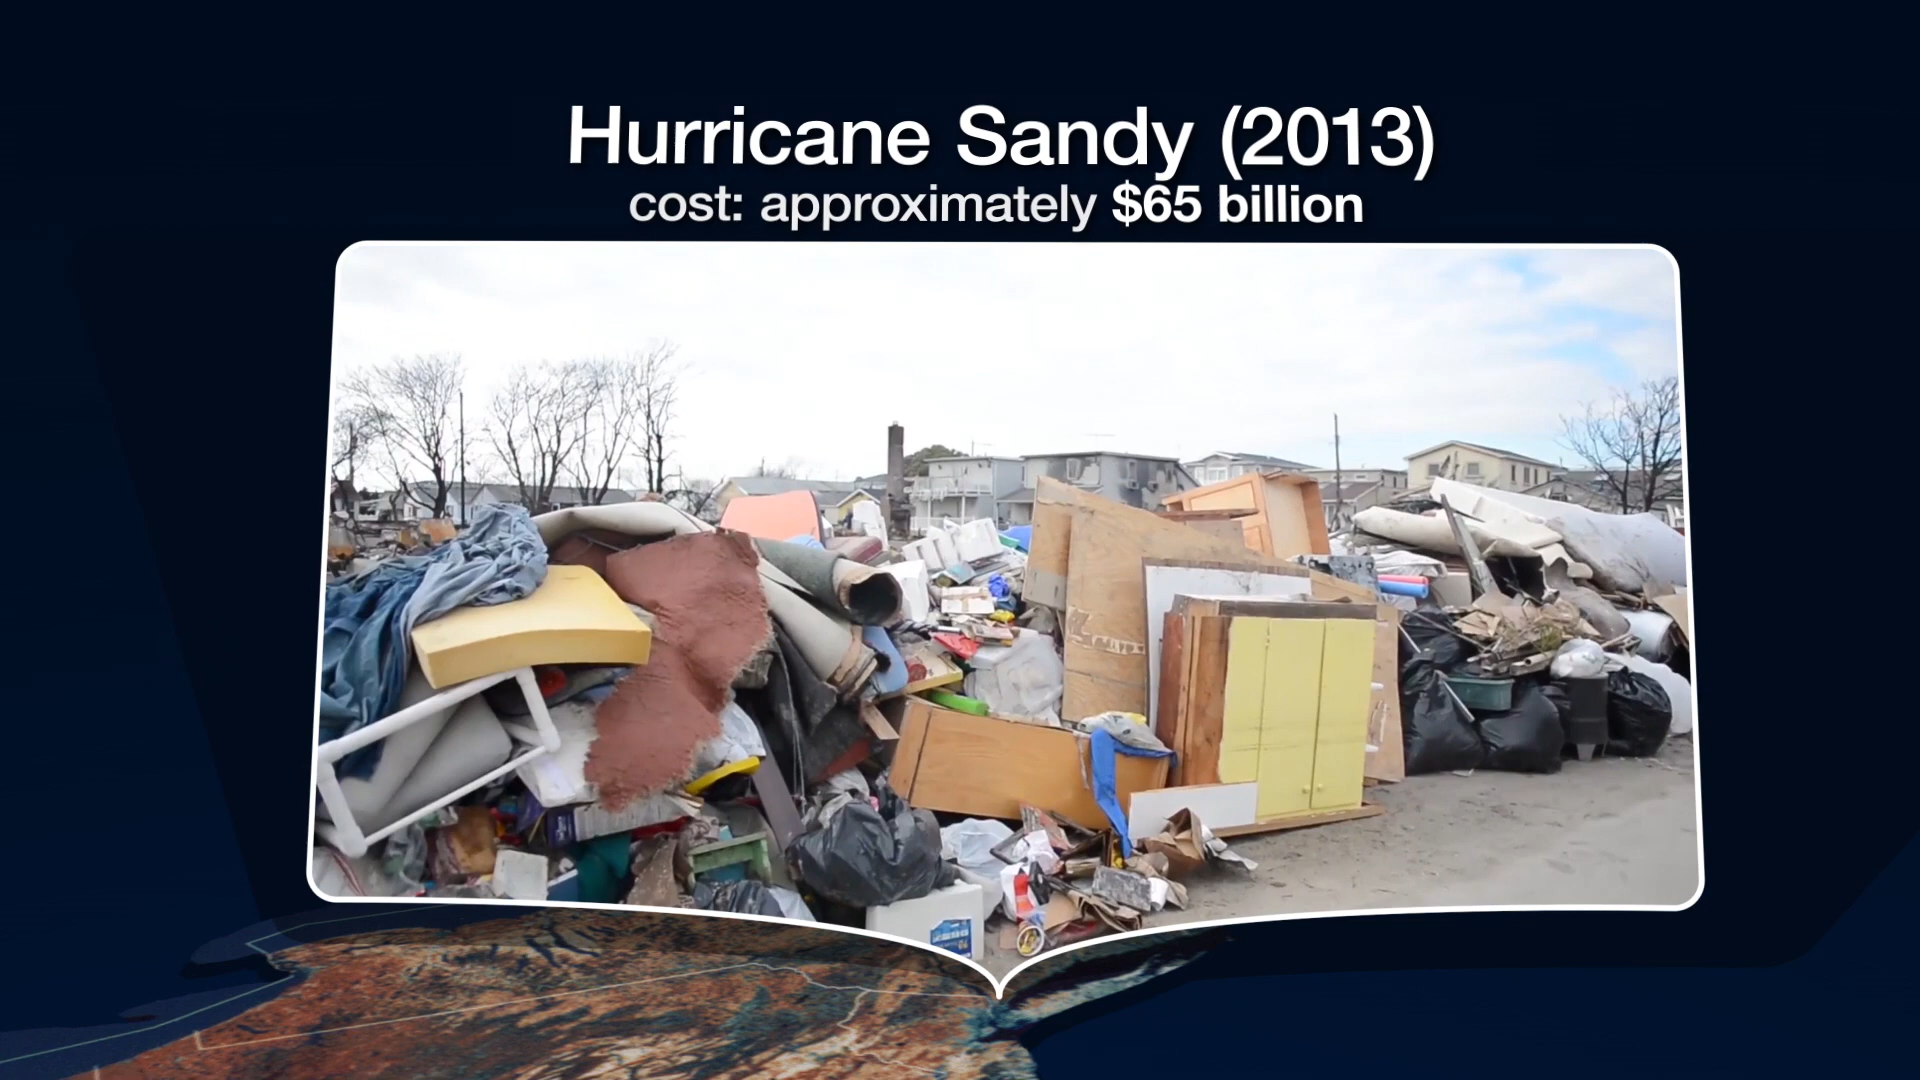 Hurricane Sandy (2013)
cost: approximately $65 billion